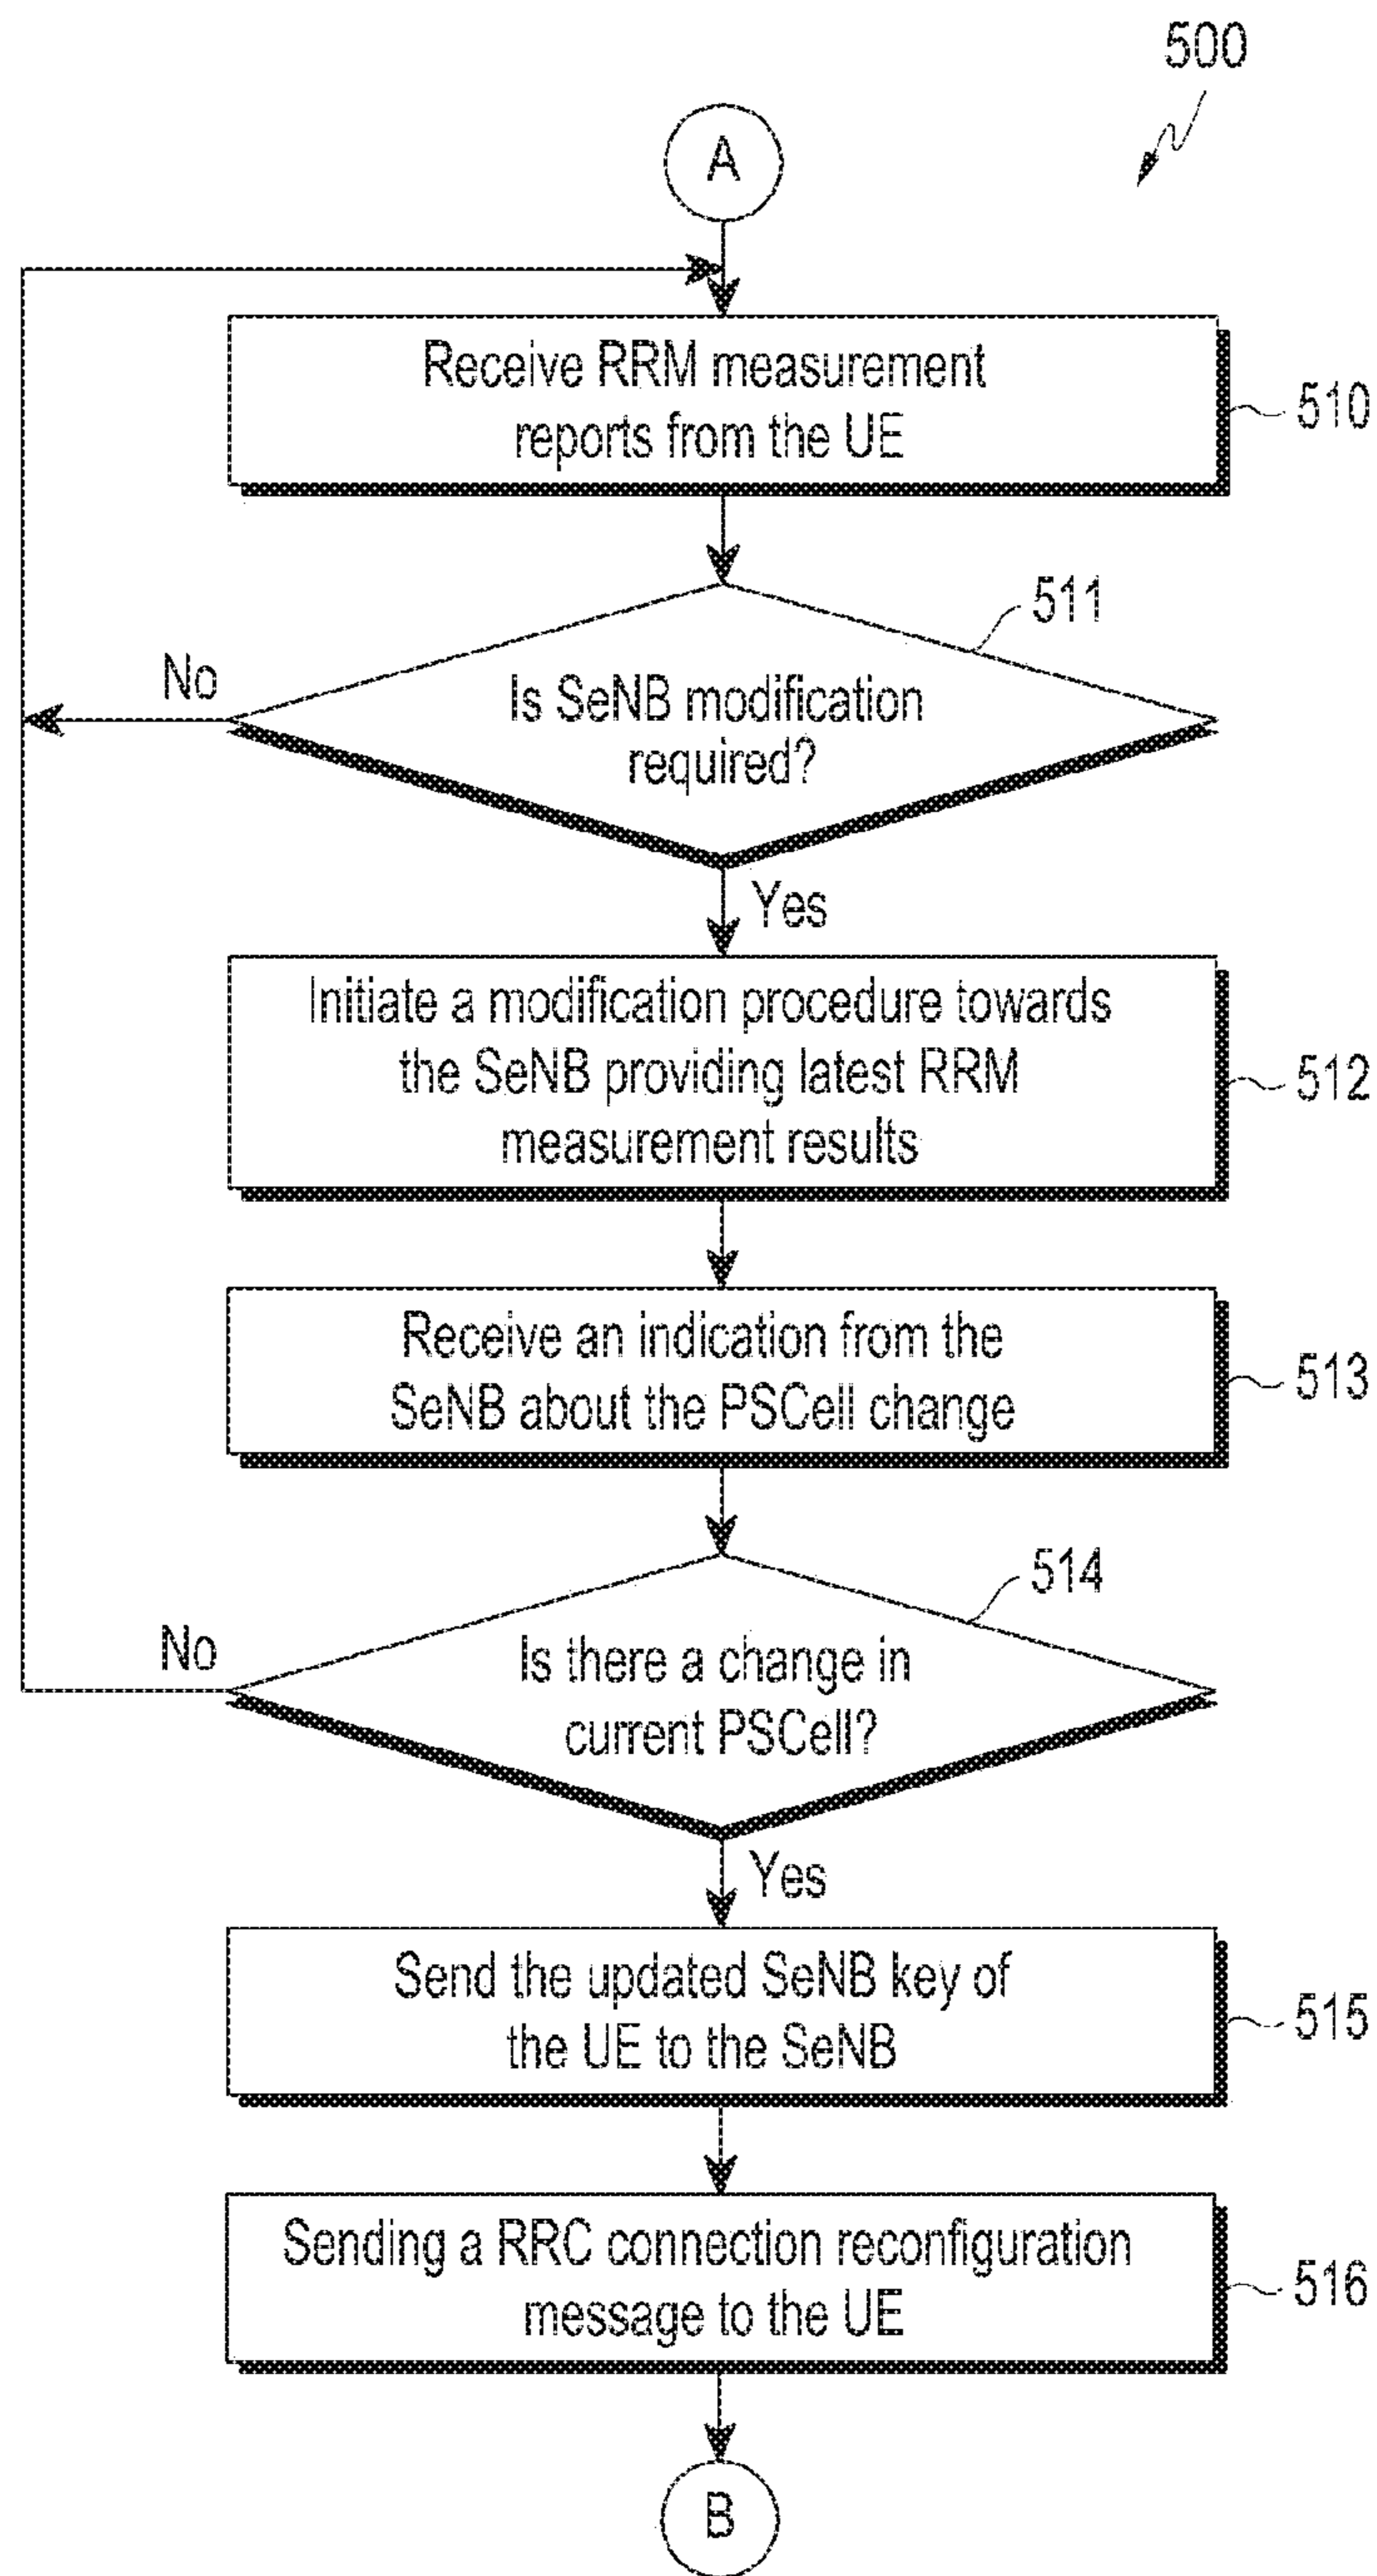 500
A
Receive RRM measurement
reports from the UE
510
511
No
Is SeNB modification
required?
Yes
Initiate a modification procedure towards
the SeNB providing latest RRM
measurement results
512
Receive an indication from the
SeNB about the PSCell change
513
514
No
Is there a change in
current PSCell?
Yes
Send the updated SeNB key of
the UE to the SeNB
515
Sending a RRC connection reconfiguration
message to the UE
516
B